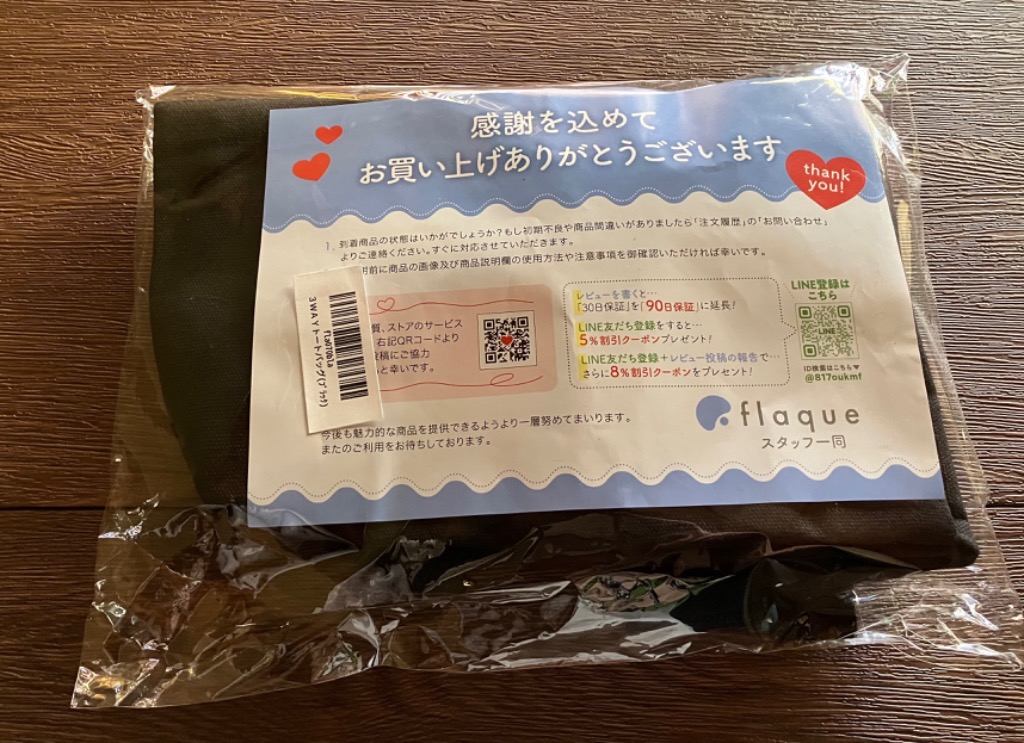 感謝を込めて
お買い上げありがとうございます
thank
you!
1. 到着商品の状態はいかがでしょうか?もし初期不良や商品間違いがありましたら「注文履歴」の「お問い合わせ」
よりご連絡ください。すぐに対応させていただきます。
用前に商品の画像及び商品説明欄の使用方法や注意事項を御確認いただければ幸いです。
質、ストアのサービス
右記QRコードより
投稿にご協力
と幸いです。
3WAYトートバッグ(ブラック)
レビューを書くと…
「30日保証」を「90日保証」に延長!
LINE友だち登録をすると…
5%割引クーポンプレゼント!
LINE友だち登録+レビュー投稿の報告で…
さらに8%割引クーポンをプレゼント!
LINE登録は
こちら
LINE
ID検索はこちら♥
@817oukmf
今後も魅力的な商品を提供できるようより一層努めてまいります。
またのご利用をお待ちしております。
flaque
スタッフ一同